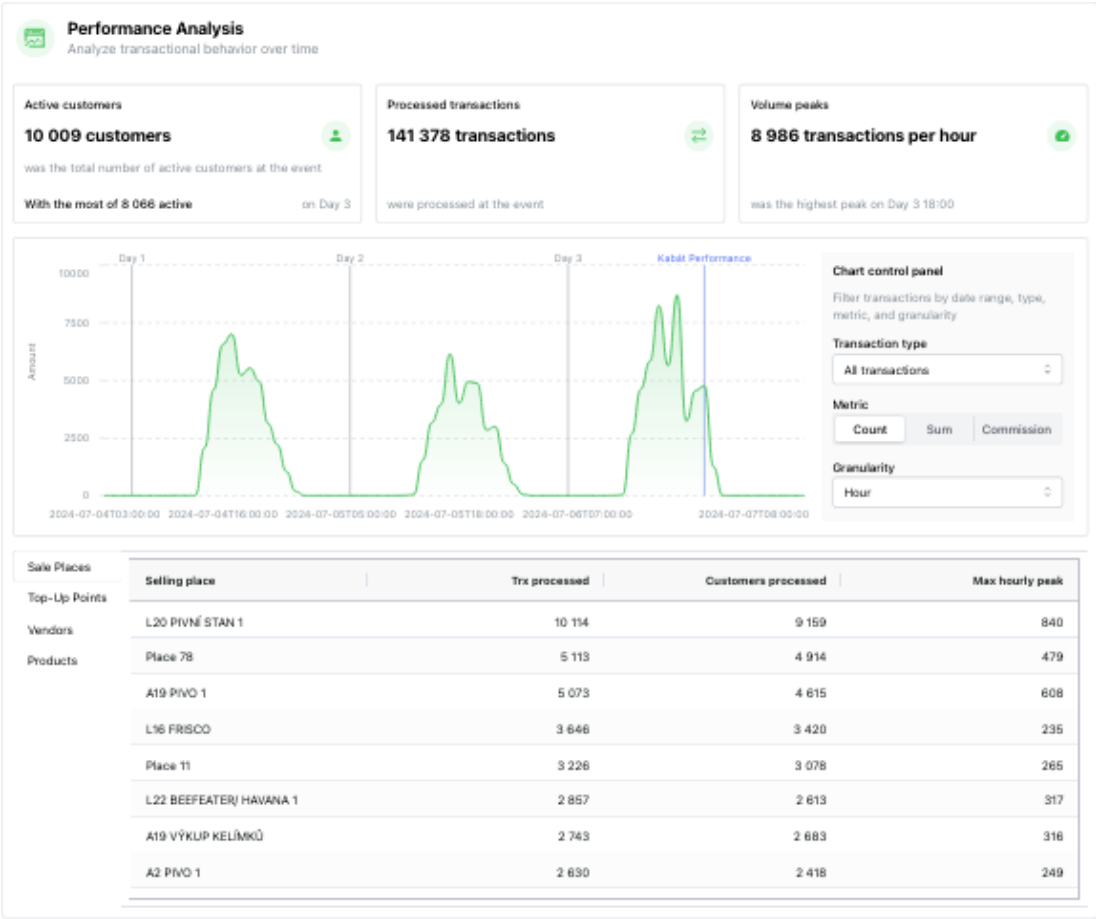 Performance Analysis
Analyze transactional behavior over time
Active customers
10 009 customers
was the total number of active customers at the event
With the most of 8 066 active on Day 3
Processed transactions
141 378 transactions
were processed at the event
Volume peaks
8 986 transactions per hour
was the highest peak on Day 3 18:00
Day 1 Day 2 Day 3 Kabát Performance
10000
7500
5000
2500
0
Amount
2024-07-04T03:00:00 2024-07-04T16:00:00 2024-07-05T05:00:00 2024-07-05T18:00:00 2024-07-06T07:00:00 2024-07-07T08:00:00
Chart control panel
Filter transactions by date range, type,
metric, and granularity
Transaction type
All transactions
Metric
Count Sum Commission
Granularity
Hour
Sale Places
Top-Up Points
Vendors
Products
Selling place Trx processed Customers processed Max hourly peak
L20 PIVNÍ STAN 1 10 114 9 159 840
Place 78 5 113 4 914 479
A19 PIVO 1 5 073 4 615 608
L16 FRISCO 3 646 3 420 235
Place 11 3 226 3 078 265
L22 BEEFEATER/ HAVANA 1 2 857 2 613 317
A19 VÝKUP KELÍMKŮ 2 743 2 683 316
A2 PIVO 1 2 630 2 418 249